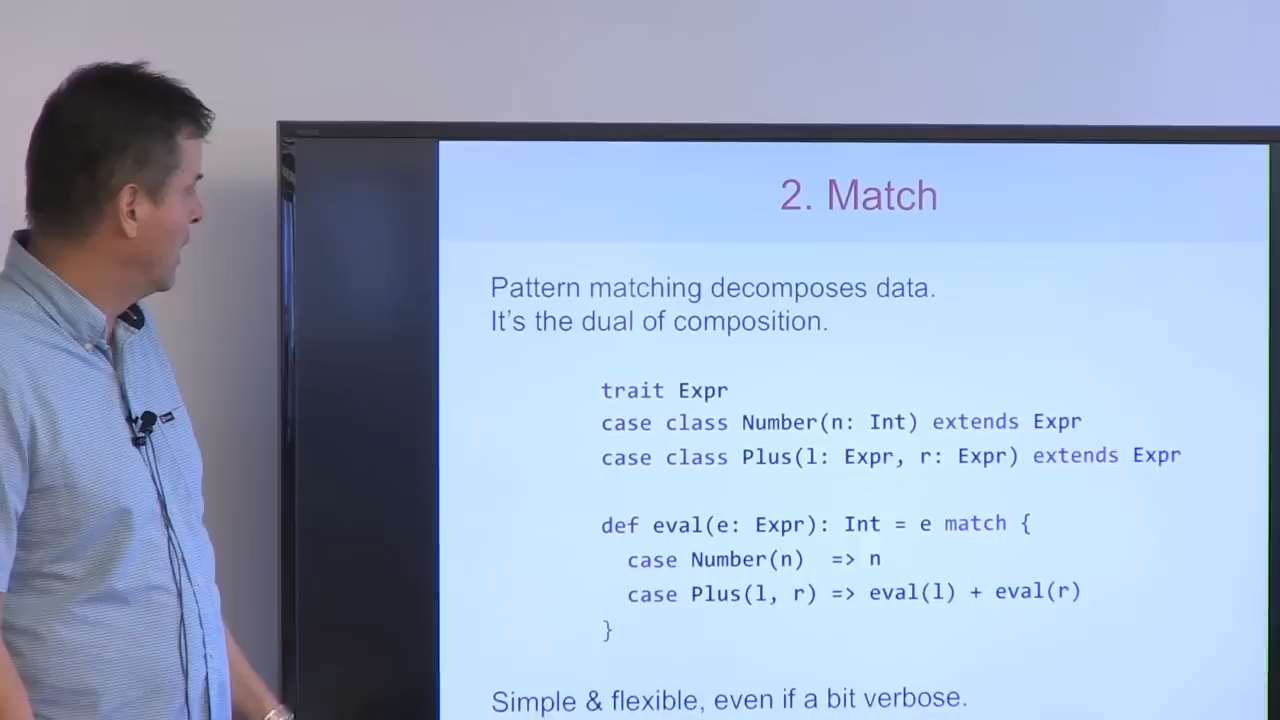 2. Match
Pattern matching decomposes data.
It's the dual of composition.
trait Expr
case class Number(n: Int) extends Expr
case class Plus(l: Expr, r: Expr) extends Expr
def eval(e: Expr): Int = e match {
case Number(n) => n
case Plus(l, r) => eval(l) + eval(r)
}
Simple & flexible, even if a bit verbose.